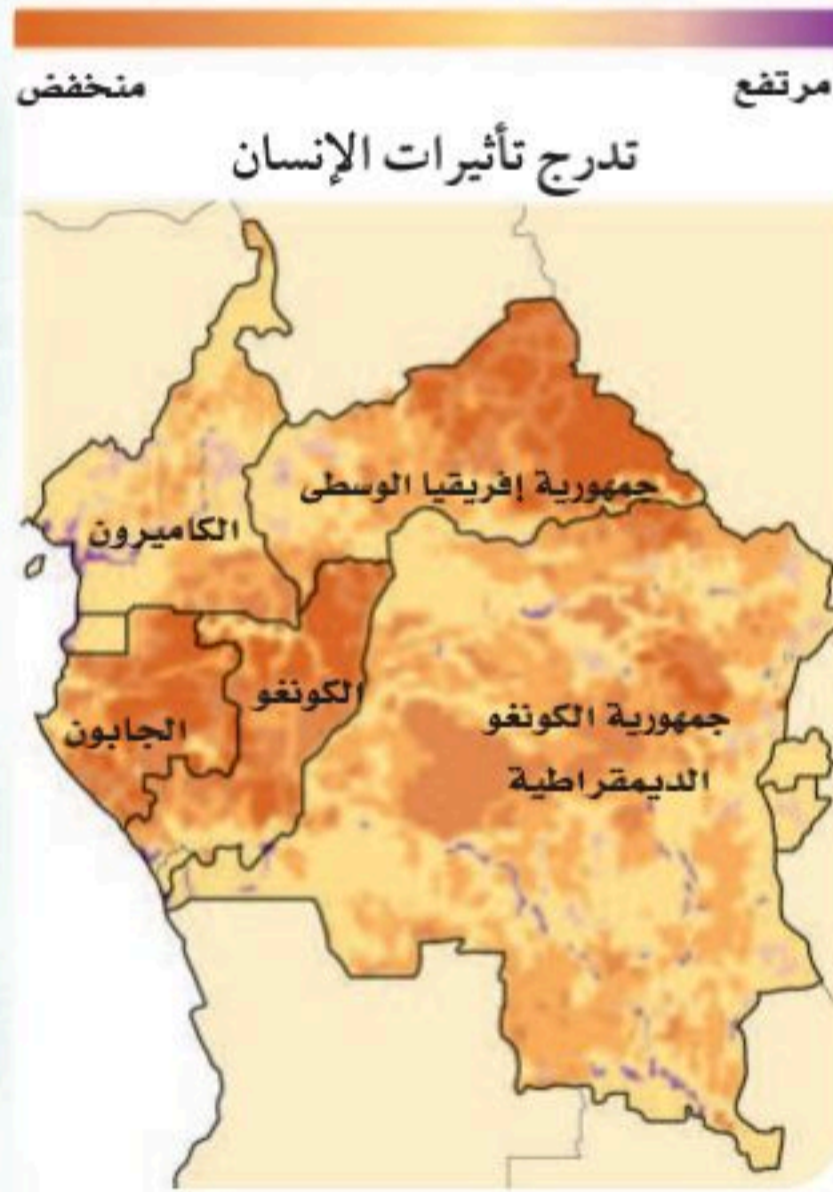 مرتفع منخفض
تدرج تأثيرات الإنسان
جمهورية إفريقيا الوسطى
الكاميرون
الكونغو
الجابون
جمهورية الكونغو
الديمقراطية